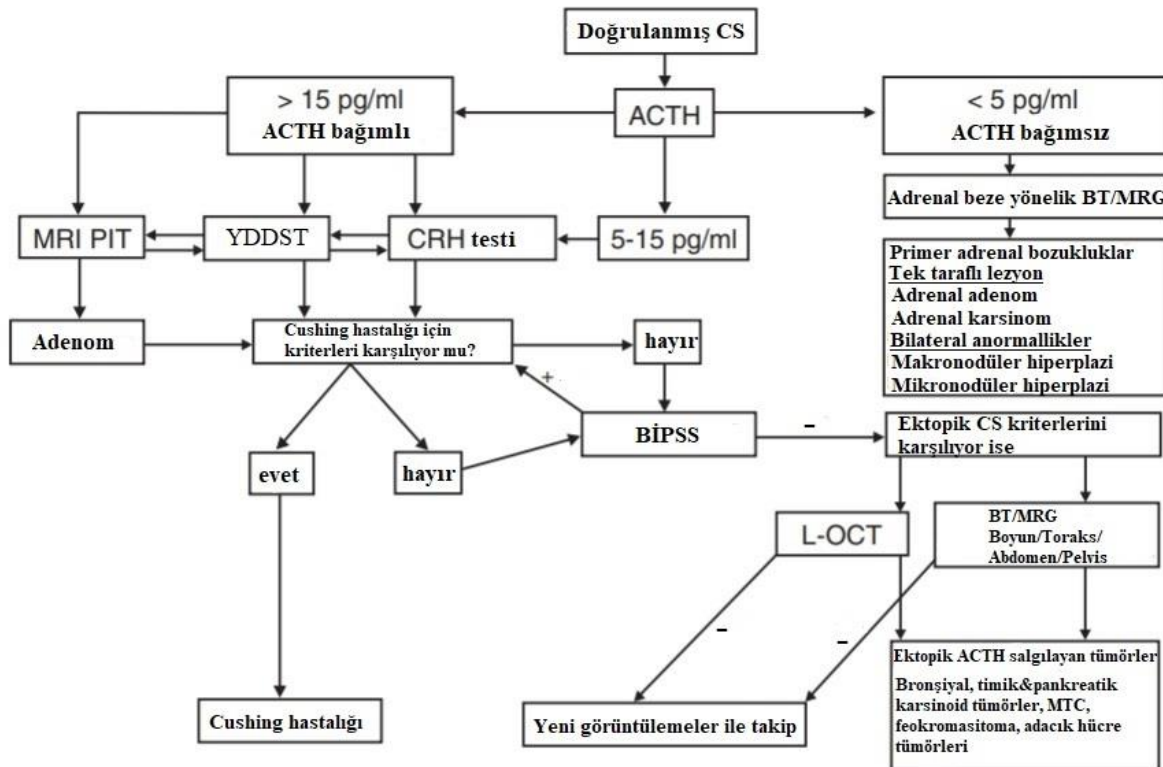 Doğrulanmış CS
> 15 pg/ml
ACTH bağımlı
ACTH
< 5 pg/ml
ACTH bağımsız
Adrenal beze yönelik BT/MRG
MRI PIT
YDDST
CRH testi
5-15 pg/ml
Primer adrenal bozukluklar
Tek taraflı lezyon
Adrenal adenom
Adrenal karsinom
Bilateral anormallikler
Makronodüler hiperplazi
Mikronodüler hiperplazi
Adenom
Cushing hastalığı için
kriterleri karşılıyor mu?
hayır
+
BİPSS
-
Ektopik CS kriterlerini
karşılıyor ise
evet
hayır
L-OCT
BT/MRG
Boyun/Toraks/
Abdomen/Pelvis
-
-
Ektopik ACTH salgılayan tümörler
Bronşiyal, timik&pankreatik
karsinoid tümörler, MTC,
feokromasitoma, adacık hücre
tümörleri
Cushing hastalığı
Yeni görüntülemeler ile takip